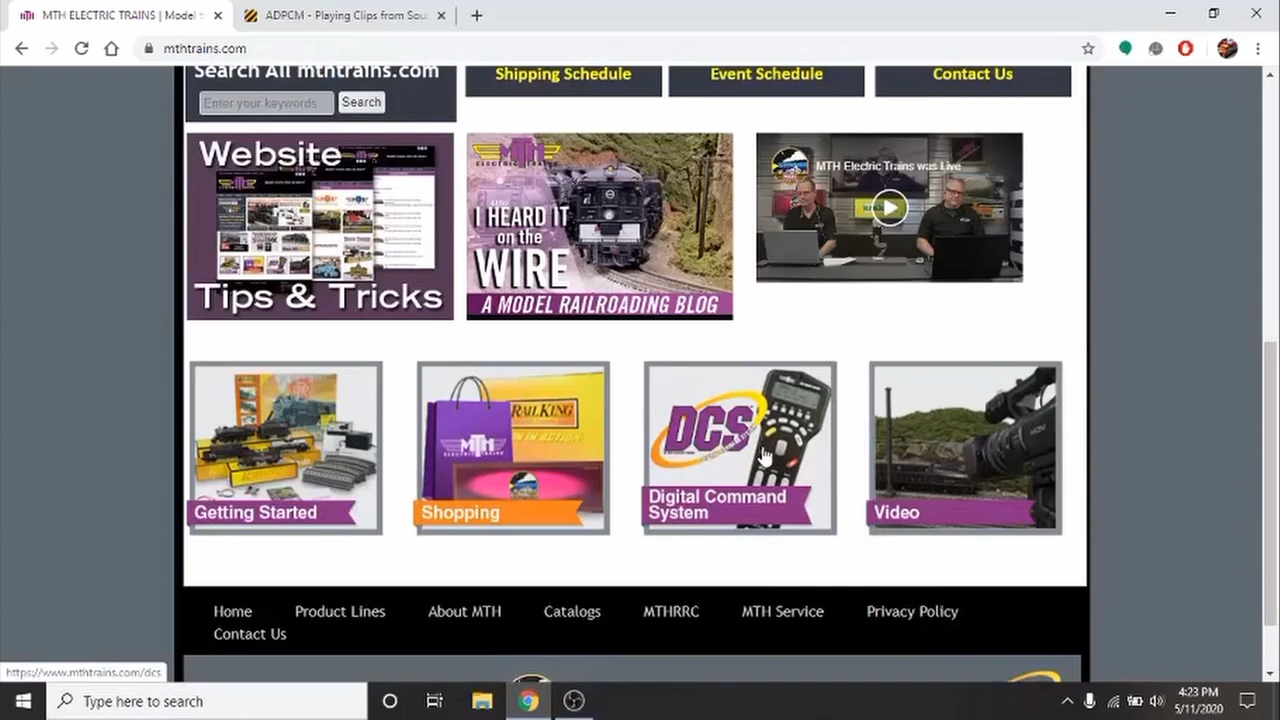 MTH ELECTRIC TRAINS | Model
ADPCM - Playing Clips from Sou
mthtrains.com
Search All mthtrains.com
Enter your keywords
Search
Shipping Schedule
Event Schedule
Contact Us
Website
Tips & Tricks
MTH
I HEARD IT
on the
WIRE
A MODEL RAILROADING BLOG
MTH Electric Trains was Live
Getting Started
MTH
RAILKING
Shopping
DCS
Digital Command
System
Video
Home
Product Lines
About MTH
Catalogs
MTHRRC
MTH Service
Privacy Policy
Contact Us
https://www.mthtrains.com/dcs
Type here to search
4:23 PM
5/11/2020